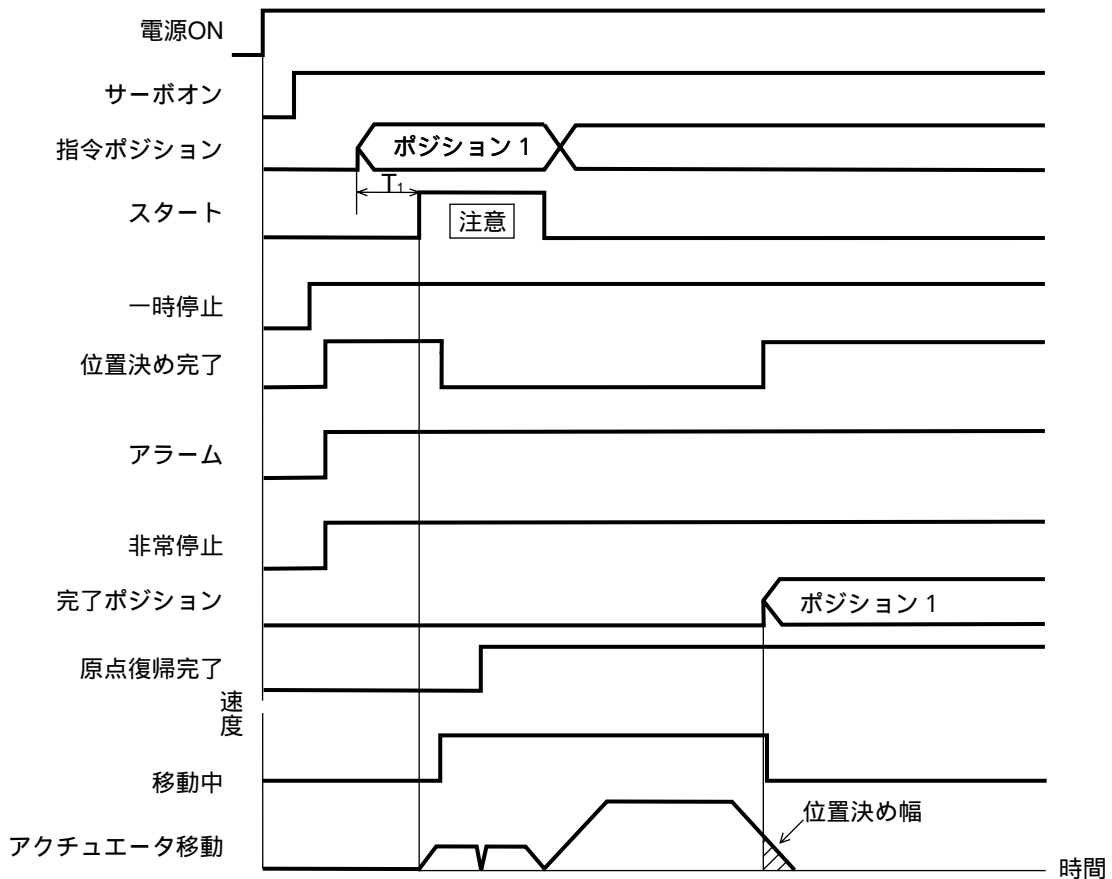 電源ON
サーボオン
指令ポジション
ポジション1
T₁
スタート
注意
一時停止
位置決め完了
アラーム
非常停止
完了ポジション
ポジション1
原点復帰完了
速度
移動中
位置決め幅
アクチュエータ移動
時間